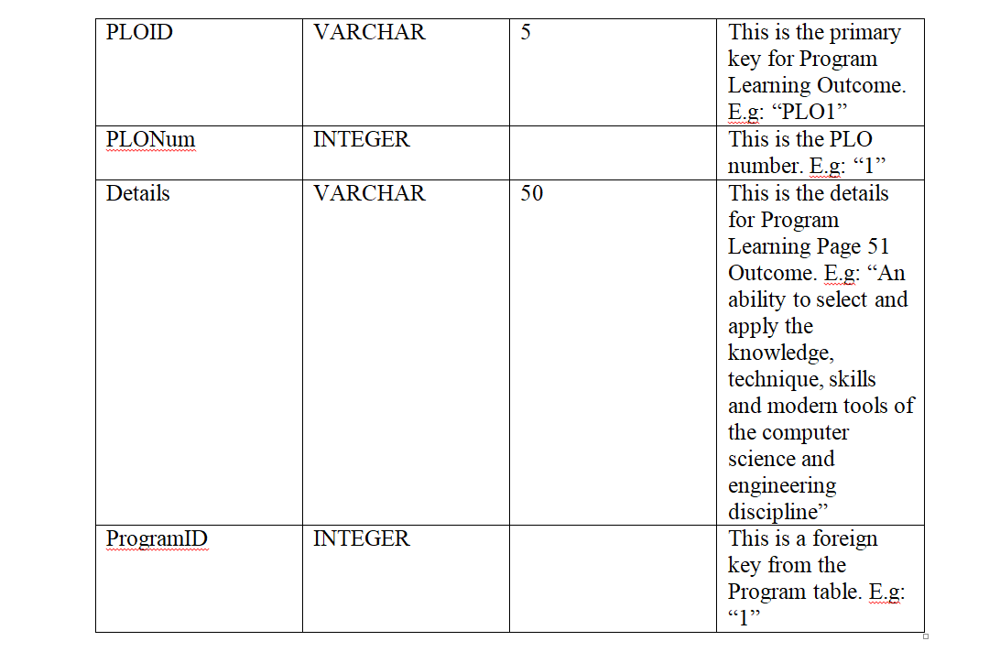 PLOID VARCHAR 5 This is the primary
key for Program
Learning Outcome.
E.g: “PLO1”
PLONum INTEGER This is the PLO
number. E.g: “1”
Details VARCHAR 50 This is the details
for Program
Learning Page 51
Outcome. E.g: “An
ability to select and
apply the
knowledge,
technique, skills
and modern tools of
the computer
science and
engineering
discipline”
ProgramID INTEGER This is a foreign
key from the
Program table. E.g:
“1”